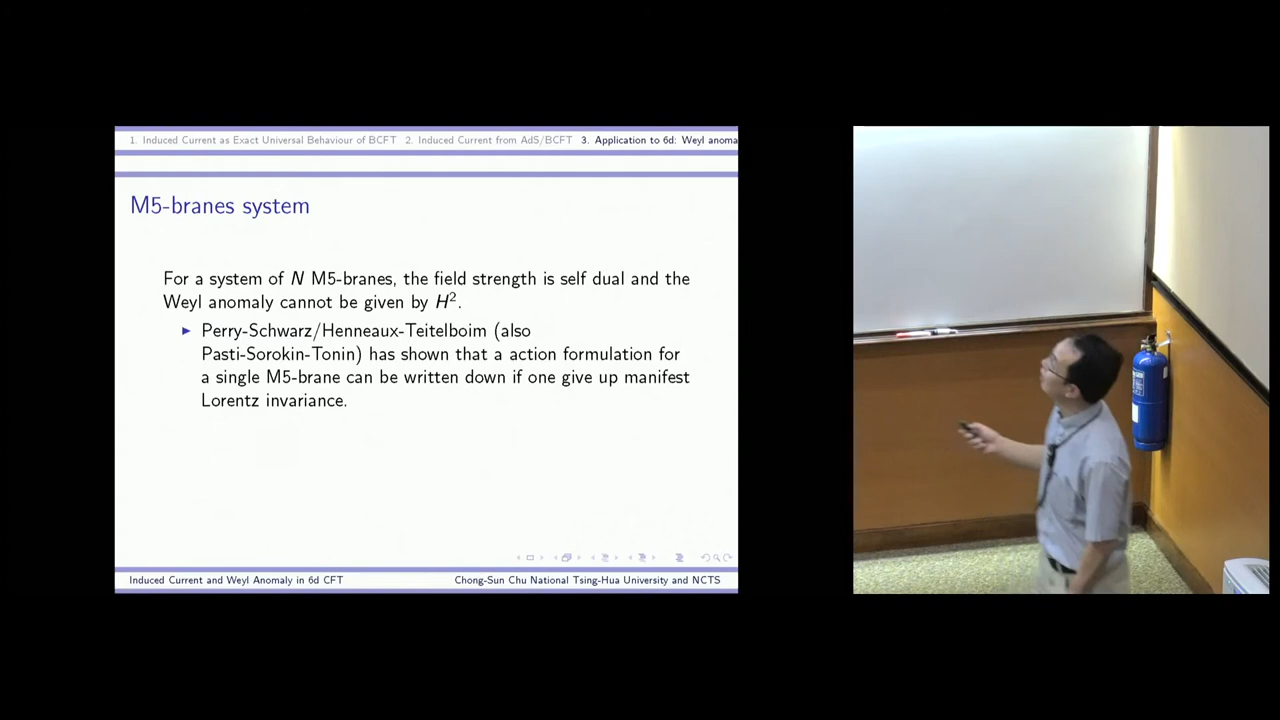 1. Induced Current as Exact Universal Behaviour of BCFT 2. Induced Current from AdS/BCFT 3. Application to 6d: Weyl anoma
M5-branes system
For a system of N M5-branes, the field strength is self dual and the
Weyl anomaly cannot be given by H².
▶ Perry-Schwarz/Henneaux-Teitelboim (also
Pasti-Sorokin-Tonin) has shown that a action formulation for
a single M5-brane can be written down if one give up manifest
Lorentz invariance.
Induced Current and Weyl Anomaly in 6d CFT
Chong-Sun Chu National Tsing-Hua University and NCTS